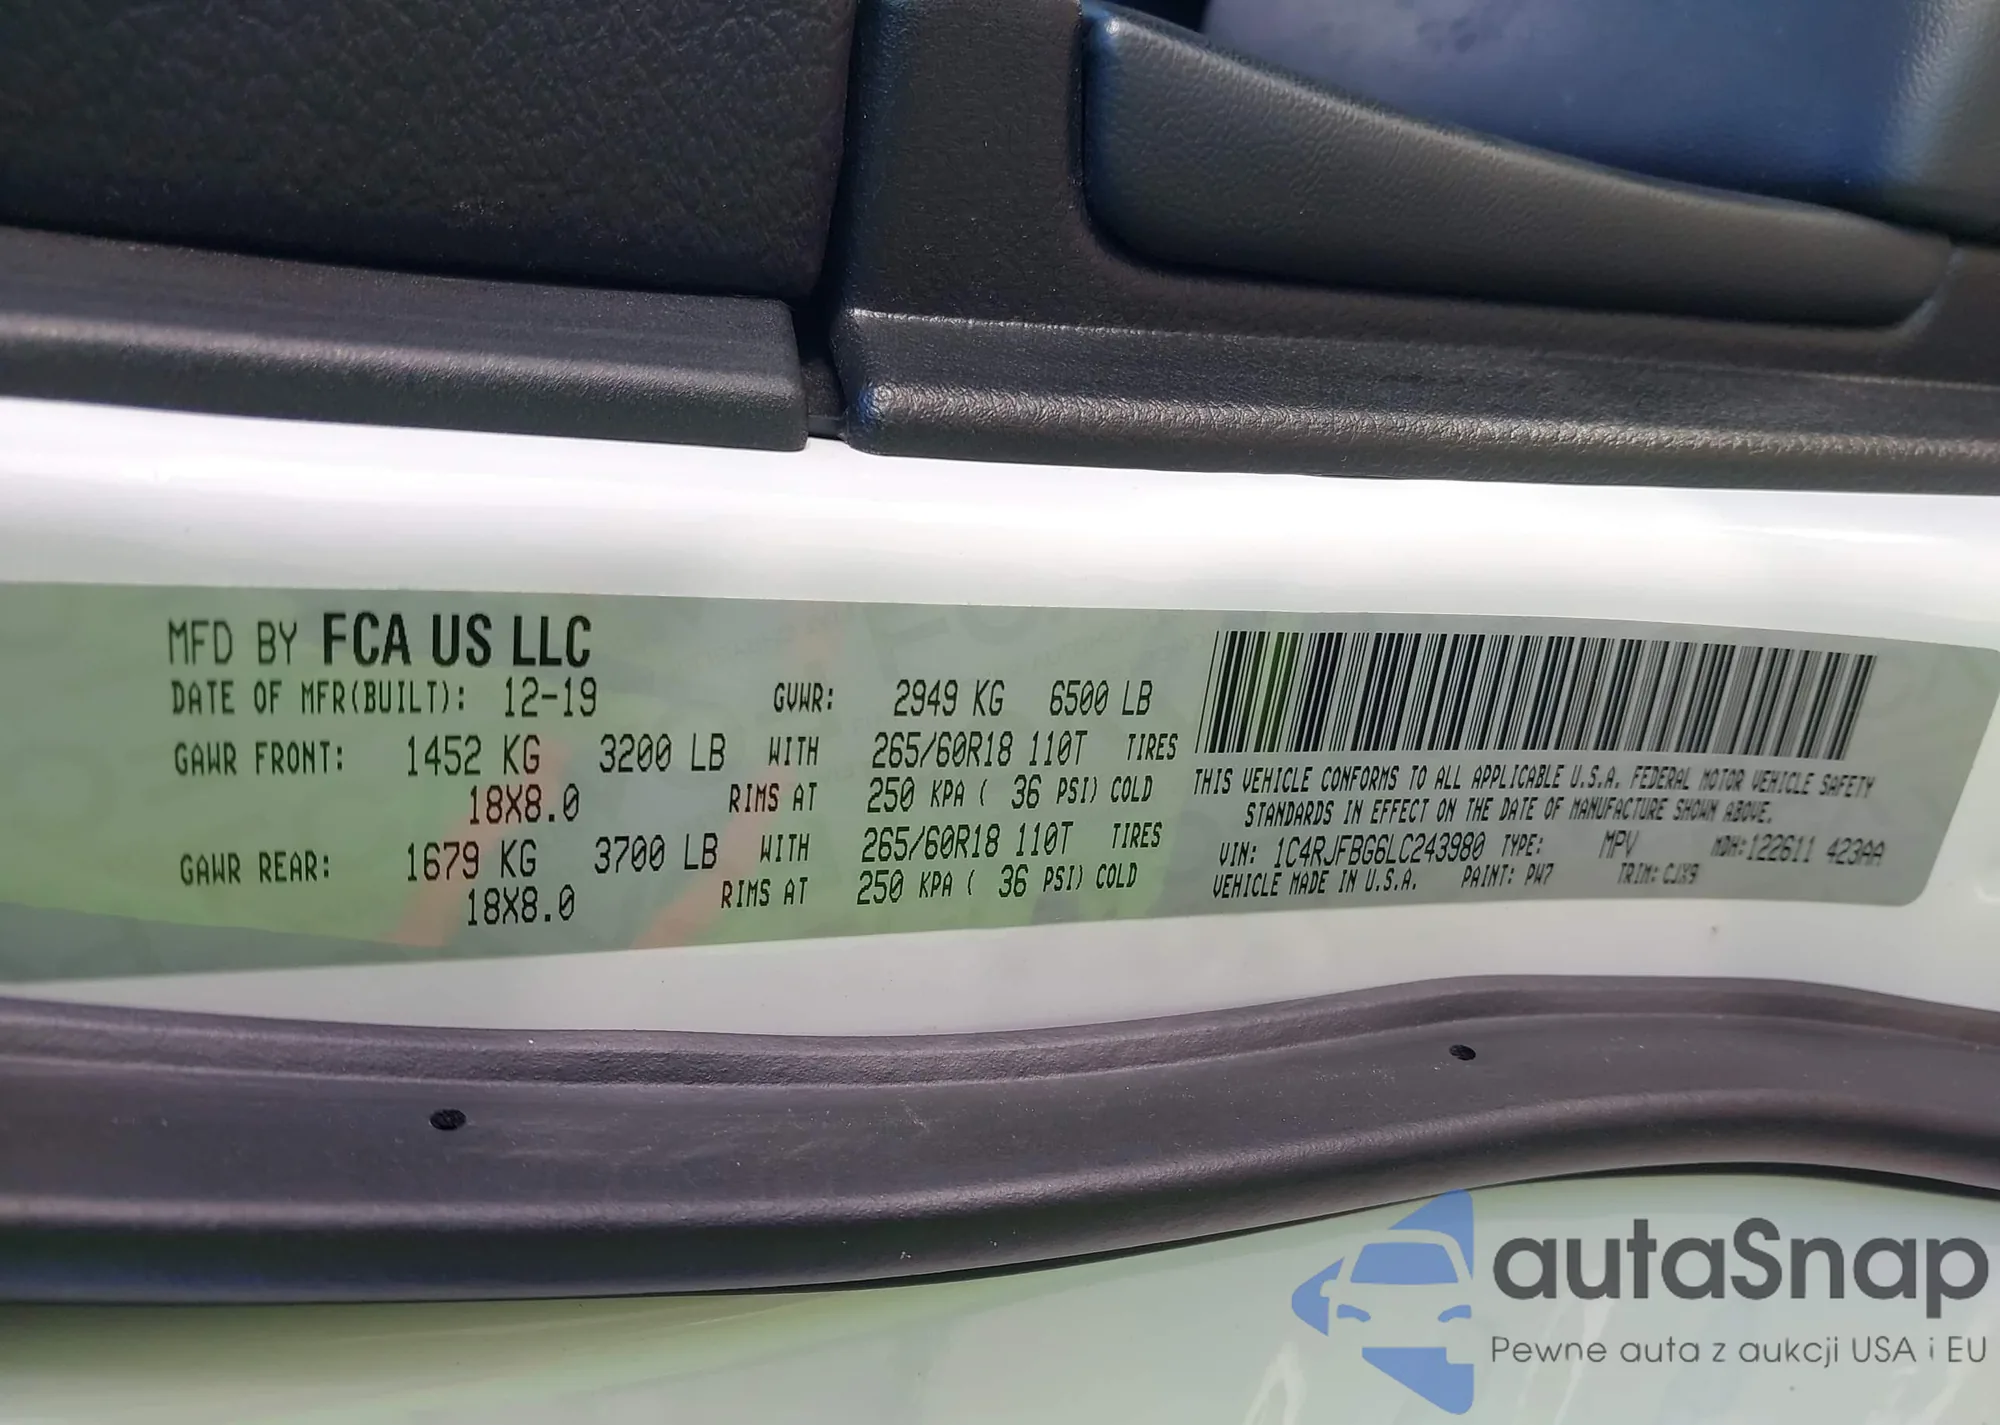 MFD BY FCA US LLC
DATE OF MFR(BUILT): 12-19 GVWR: 2949 KG 6500 LB
GAWR FRONT: 1452 KG 3200 LB WITH 265/60R18 110T TIRES
18X8.0 RIMS AT 250 KPA ( 36 PSI) COLD
GAWR REAR: 1679 KG 3700 LB WITH 265/60R18 110T TIRES
18X8.0 RIMS AT 250 KPA ( 36 PSI) COLD
THIS VEHICLE CONFORMS TO ALL APPLICABLE U.S.A. FEDERAL MOTOR VEHICLE SAFETY
STANDARDS IN EFFECT ON THE DATE OF MANUFACTURE SHOWN ABOVE.
VIN: 1C4RJFBG6LC243980 TYPE: MPV MDH:122611 423AA
VEHICLE MADE IN U.S.A. PAINT: PW7 TRIM: CJX9
autaSnap
Pewne auta z aukcji USA i EU